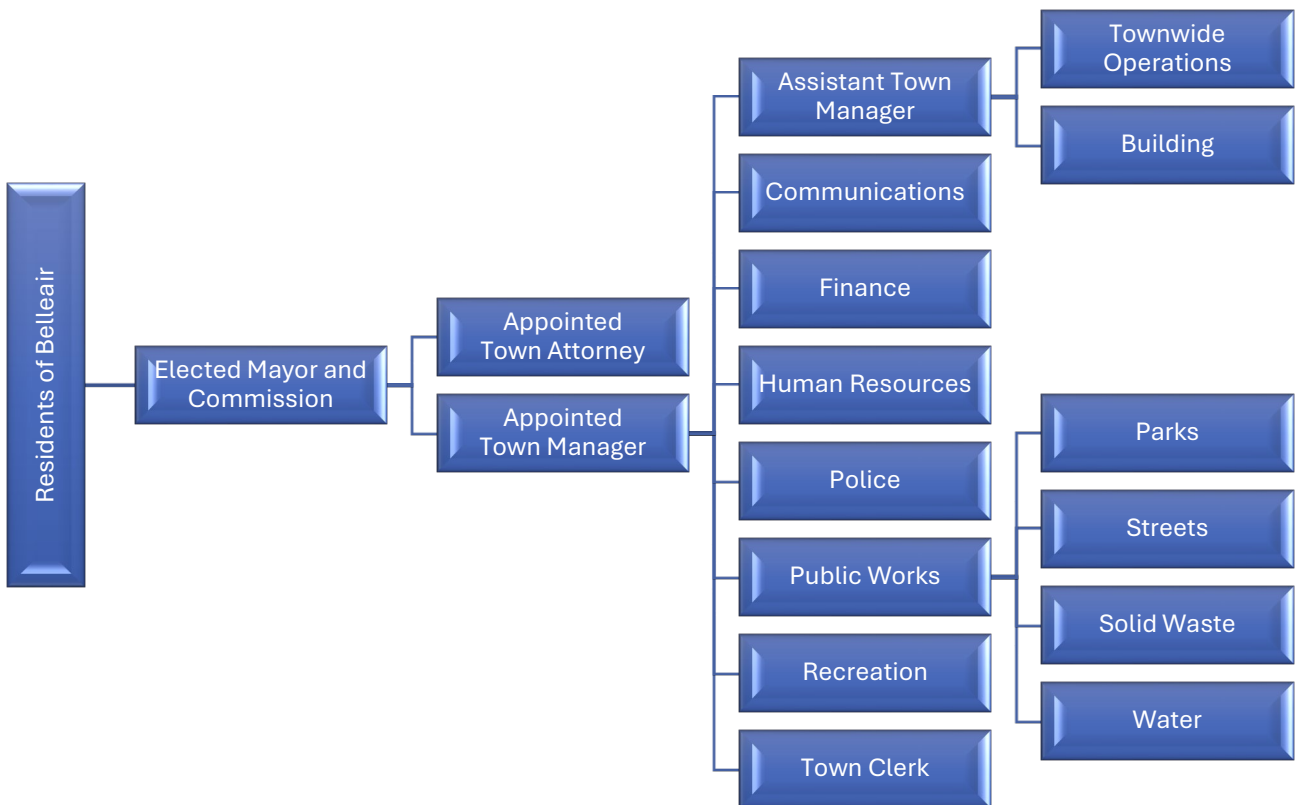 Residents of Belleair
Elected Mayor and
Commission
Appointed
Town Attorney
Appointed
Town Manager
Assistant Town
Manager
Communications
Finance
Human Resources
Police
Public Works
Recreation
Town Clerk
Townwide
Operations
Building
Parks
Streets
Solid Waste
Water